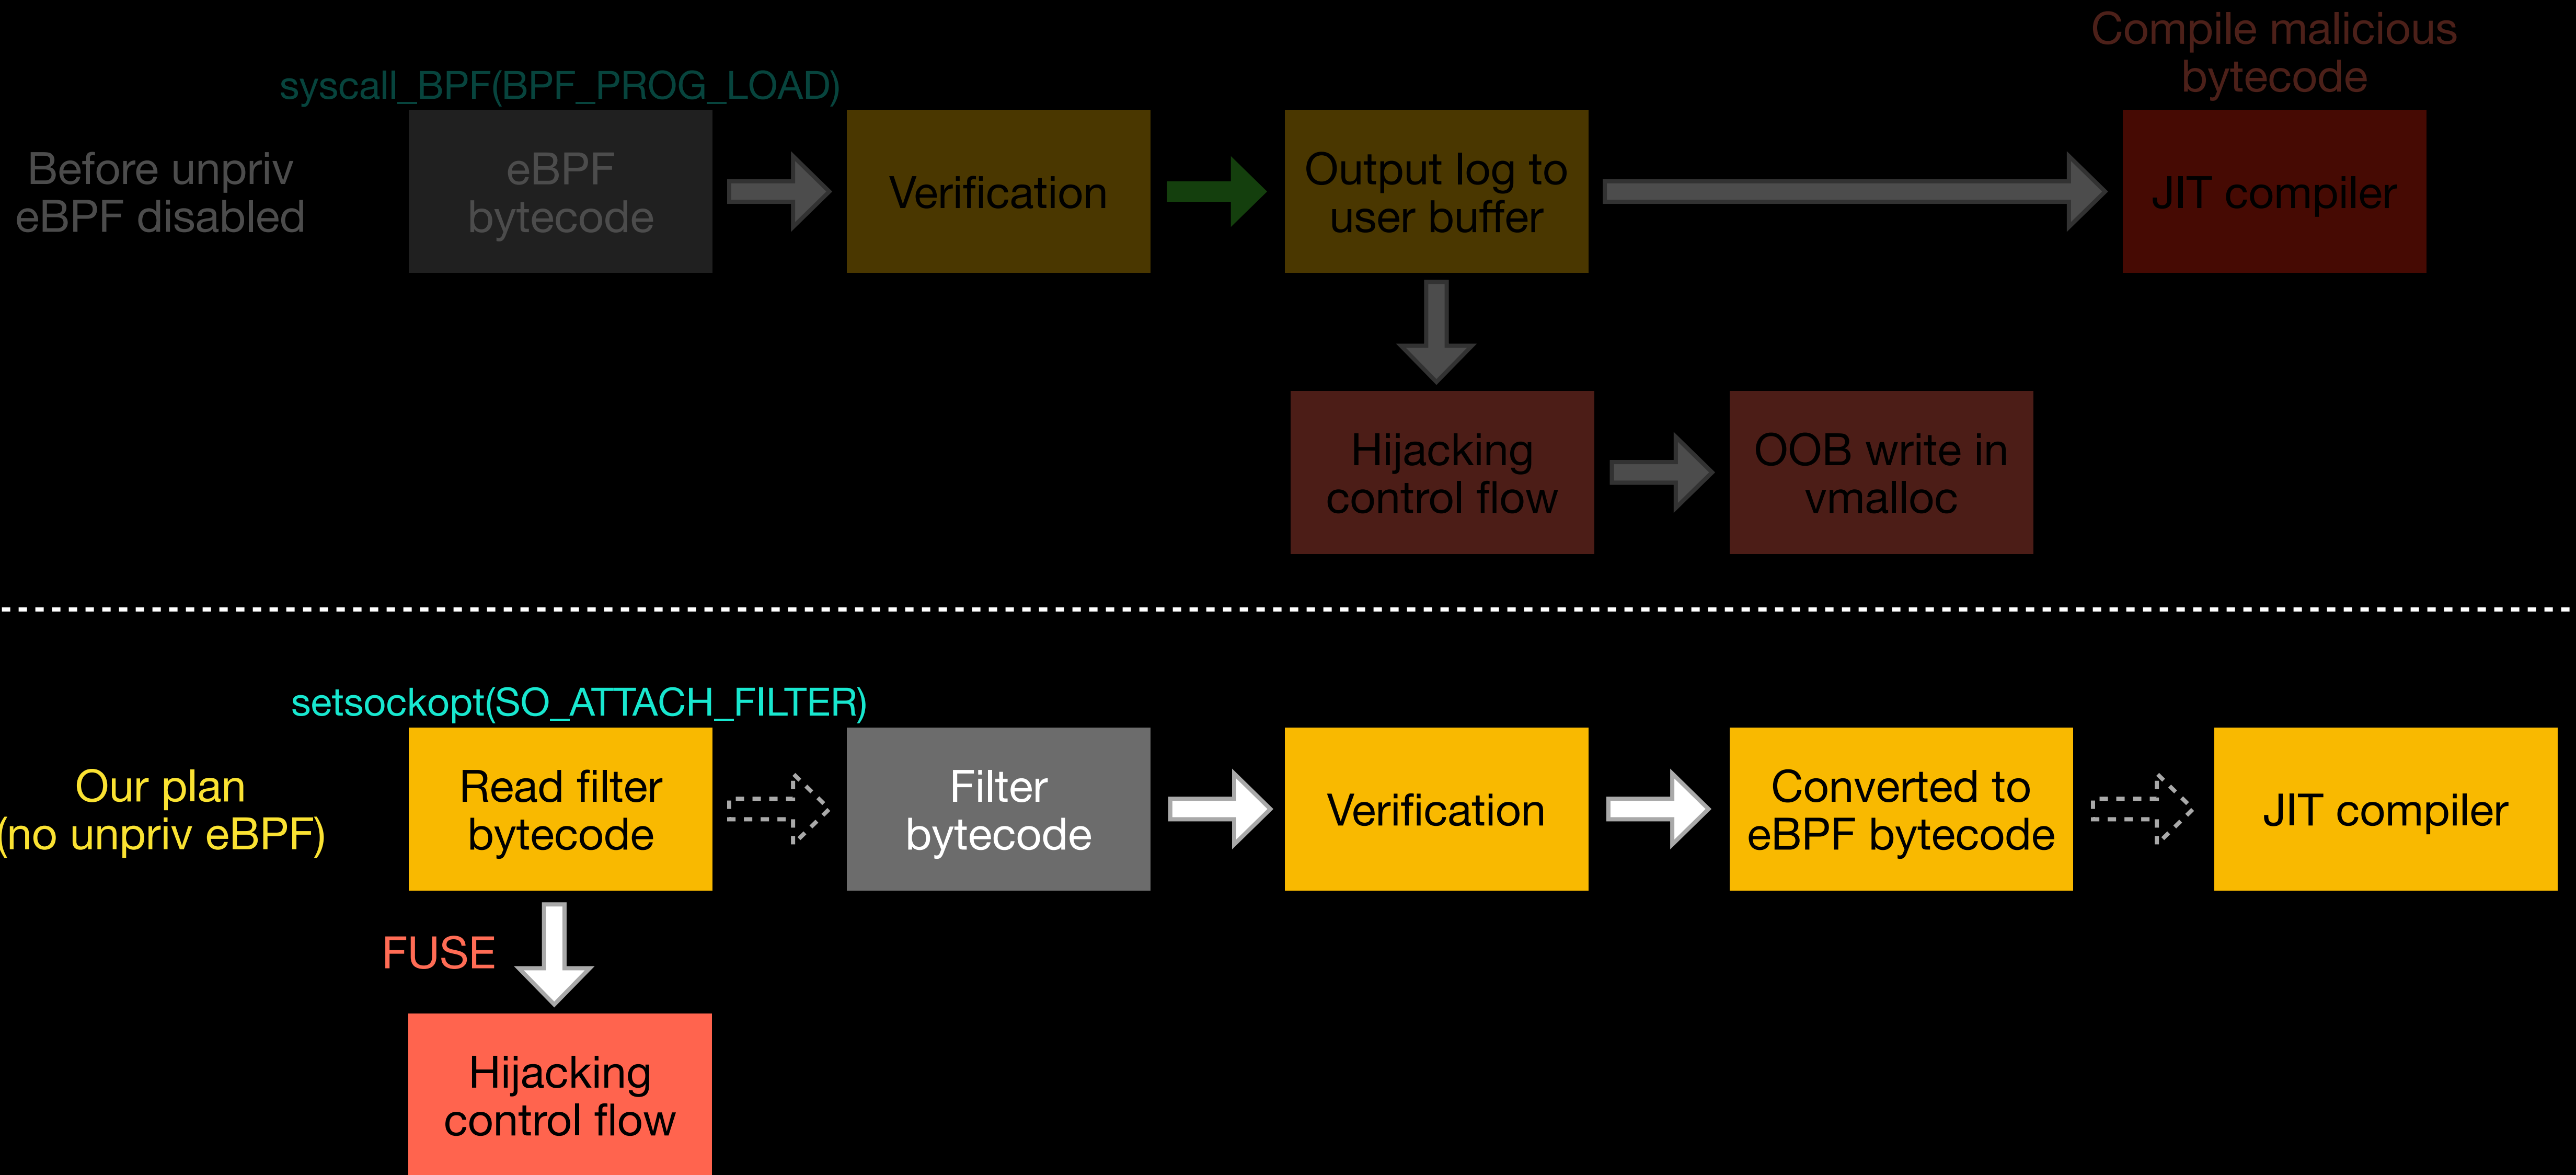 Compile malicious
bytecode
syscall_BPF(BPF_PROG_LOAD)
Before unpriv
eBPF disabled
eBPF
bytecode
Verification
Output log to
user buffer
JIT compiler
Hijacking
control flow
OOB write in
vmalloc
setsockopt(SO_ATTACH_FILTER)
Our plan
(no unpriv eBPF)
Read filter
bytecode
Filter
bytecode
Verification
Converted to
eBPF bytecode
JIT compiler
FUSE
Hijacking
control flow